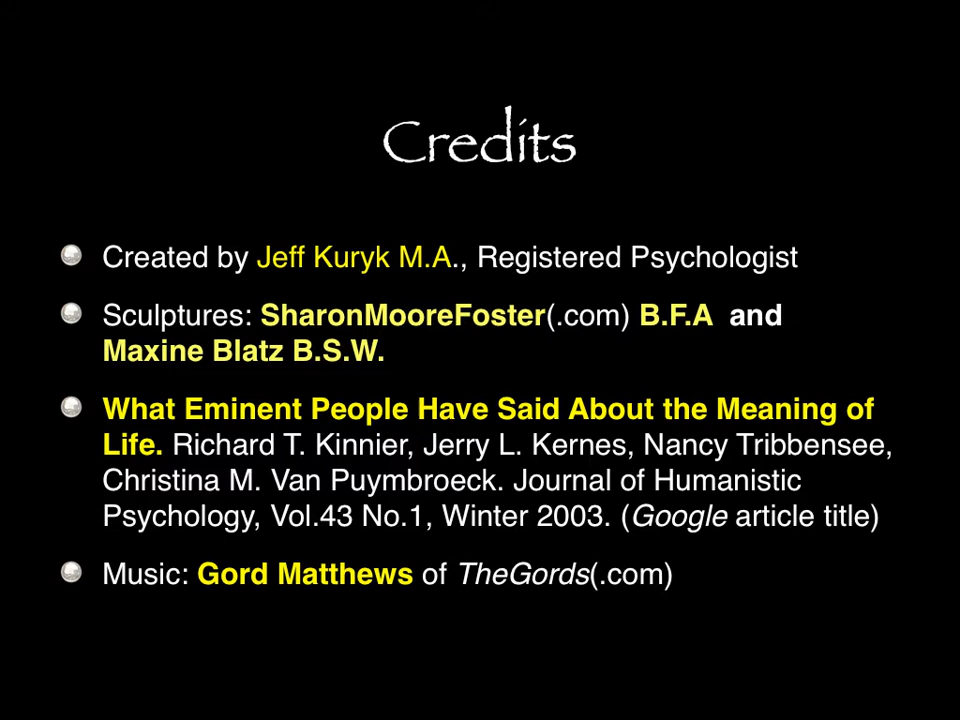 Credits
Created by Jeff Kuryk M.A., Registered Psychologist
Sculptures: SharonMooreFoster(.com) B.F.A and
Maxine Blatz B.S.W.
What Eminent People Have Said About the Meaning of
Life. Richard T. Kinnier, Jerry L. Kernes, Nancy Tribbensee,
Christina M. Van Puymbroeck. Journal of Humanistic
Psychology, Vol.43 No.1, Winter 2003. (Google article title)
Music: Gord Matthews of TheGords(.com)